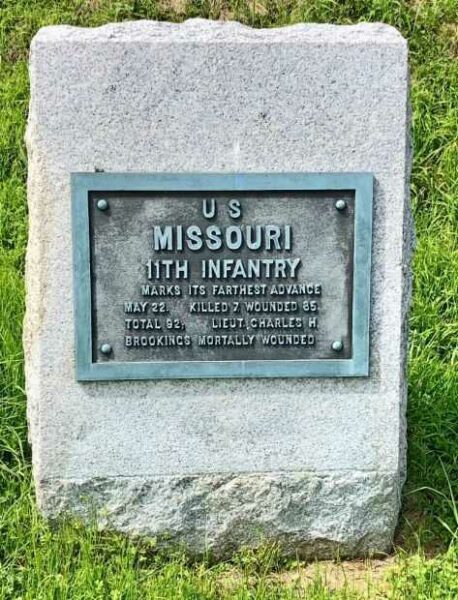 U S
MISSOURI
11TH INFANTRY
MARKS ITS FARTHEST ADVANCE
MAY 22. KILLED 7, WOUNDED 85,
TOTAL 92, LIEUT. CHARLES H.
BROOKINGS MORTALLY WOUNDED